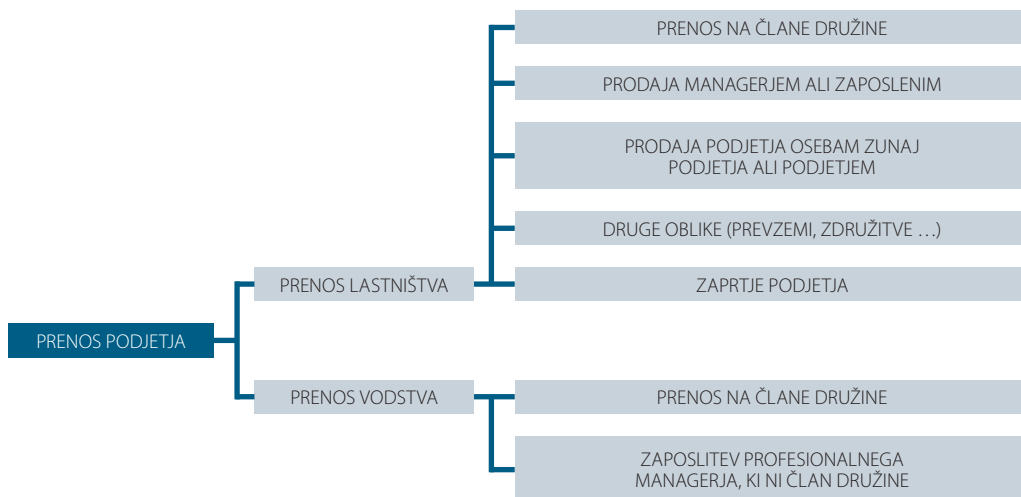 PRENOS NA ČLANE DRUŽINE
PRODAJA MANAGERJEM ALI ZAPOSLENIM
PRODAJA PODJETJA OSEBAM ZUNAJ
PODJETJA ALI PODJETJEM
DRUGE OBLIKE (PREVZEMI, ZDRUŽITVE …)
PRENOS LASTNIŠTVA
ZAPRTJE PODJETJA
PRENOS PODJETJA
PRENOS VODSTVA
PRENOS NA ČLANE DRUŽINE
ZAPOSLITEV PROFESIONALNEGA
MANAGERJA, KI NI ČLAN DRUŽINE